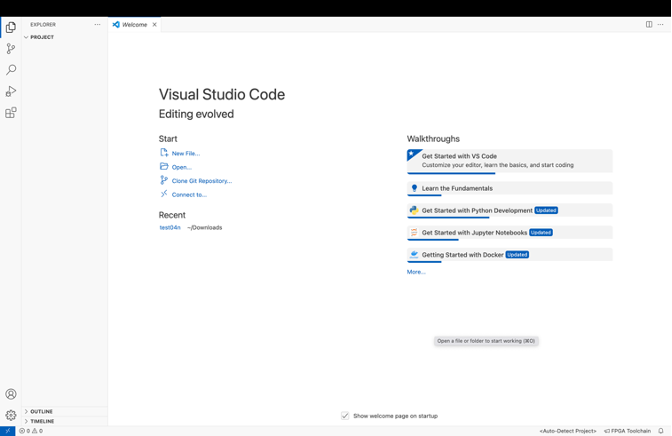 EXPLORER
PROJECT
Welcome
Visual Studio Code
Editing evolved
Start
New File...
Open...
Clone Git Repository...
Connect to...
Recent
test04n ~/Downloads
Walkthroughs
Get Started with VS Code
Customize your editor, learn the basics, and start coding
Learn the Fundamentals
Get Started with Python Development Updated
Get Started with Jupyter Notebooks Updated
Getting Started with Docker Updated
More...
Open a file or folder to start working (⌘O)
Show welcome page on startup
OUTLINE
TIMELINE
0 0 <Auto-Detect Project> FPGA Toolchain